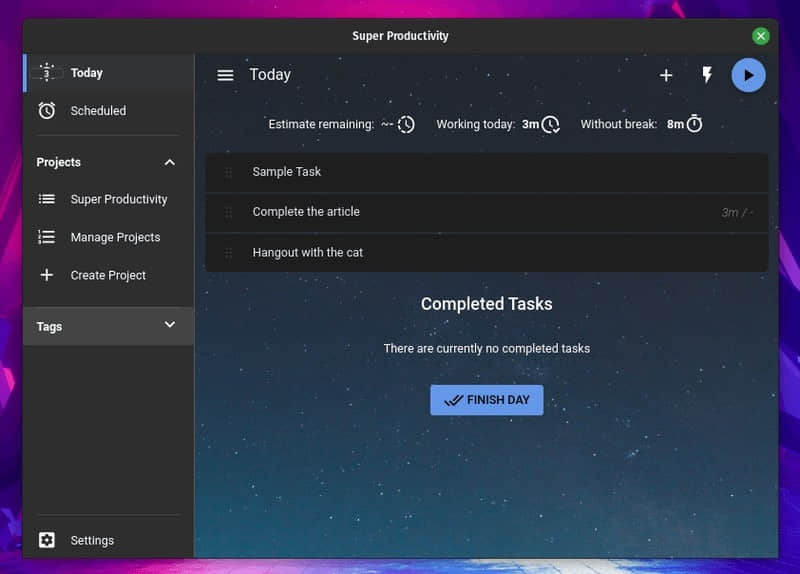 Super Productivity
3
Today
Scheduled
Projects
Super Productivity
Manage Projects
Create Project
Tags
Settings
Today
Estimate remaining: ~- Working today: 3m Without break: 8m
Sample Task
Complete the article 3m / -
Hangout with the cat
Completed Tasks
There are currently no completed tasks
FINISH DAY